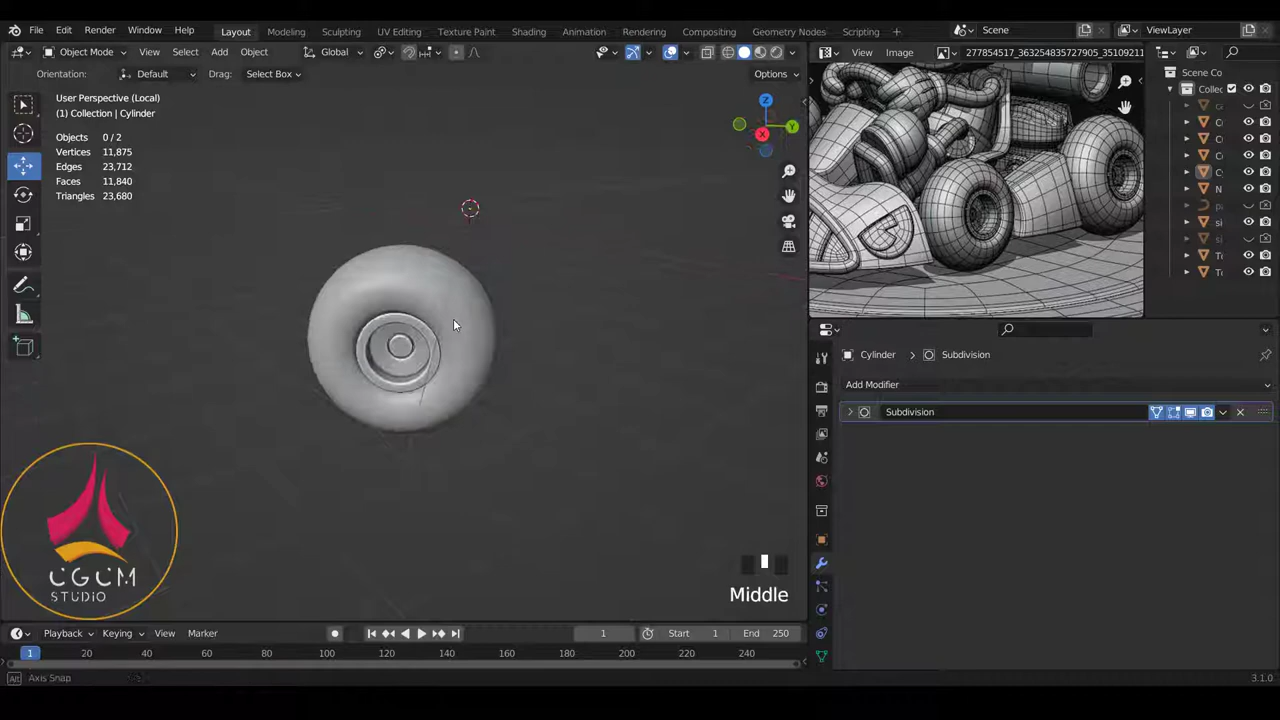 File Edit Render Window Help
Layout Modeling Sculpting UV Editing Texture Paint Shading Animation Rendering Compositing Geometry Nodes Scripting
Scene
ViewLayer
Object Mode View Select Add Object
Global
View Image 277854517_363254835727905_35109211
Orientation: Default Drag: Select Box
Options
User Perspective (Local)
(1) Collection | Cylinder
Objects 0 / 2
Vertices 11,875
Edges 23,712
Faces 11,840
Triangles 23,680
Z
Y
X
Scene Co
Collec
Cylinder > Subdivision
Add Modifier
Subdivision
CGCM
STUDIO
Middle
Playback Keying View Marker
1
Start 1
End 250
1 20 40 60 80 100 120 140 160 180 200 220 240
Alt Axis Snap
3.1.0